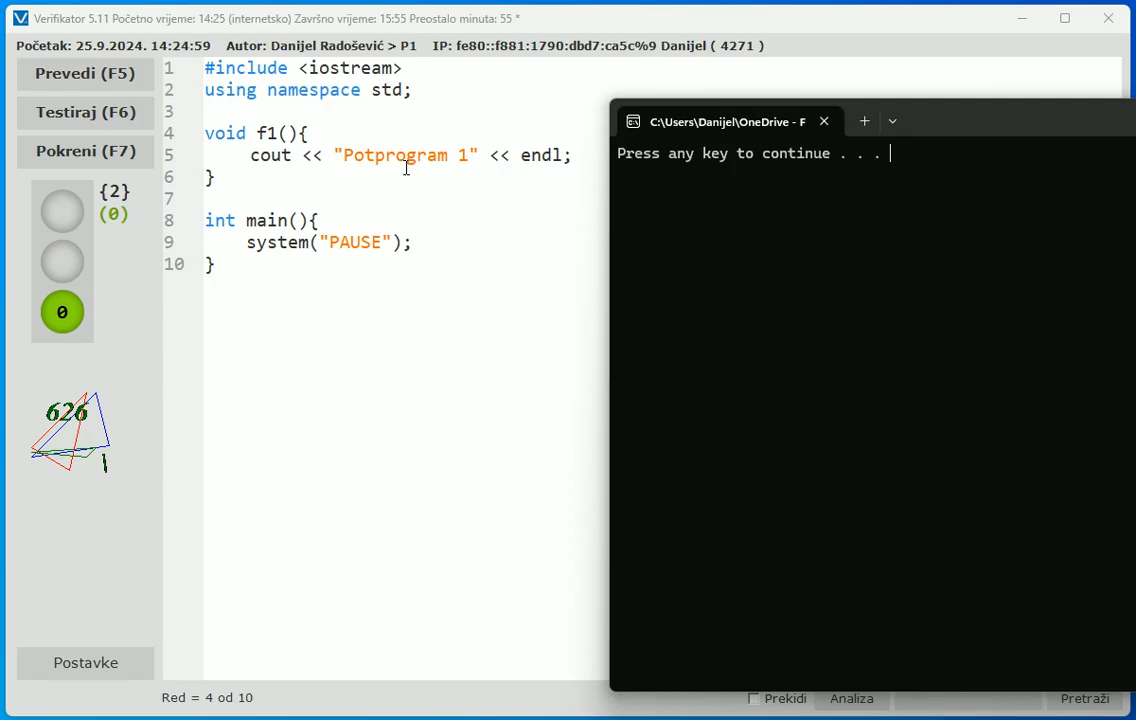 Verifikator 5.11 Početno vrijeme: 14:25 (internetsko) Završno vrijeme: 15:55 Preostalo minuta: 55 *
Početak: 25.9.2024. 14:24:59 Autor: Danijel Radošević > P1 IP: fe80::f881:1790:dbd7:ca5c%9 Danijel ( 4271 )
Prevedi (F5)
Testiraj (F6)
Pokreni (F7)
{2}
(0)
0
626
1
Postavke
1 #include <iostream>
2 using namespace std;
3
4 void f1(){
5 cout << "Potprogram 1" << endl;
6 }
7
8 int main(){
9 system("PAUSE");
10 }
C:\Users\Danijel\OneDrive - F
Press any key to continue . . .
Red = 4 od 10
Prekidi Analiza Pretraži